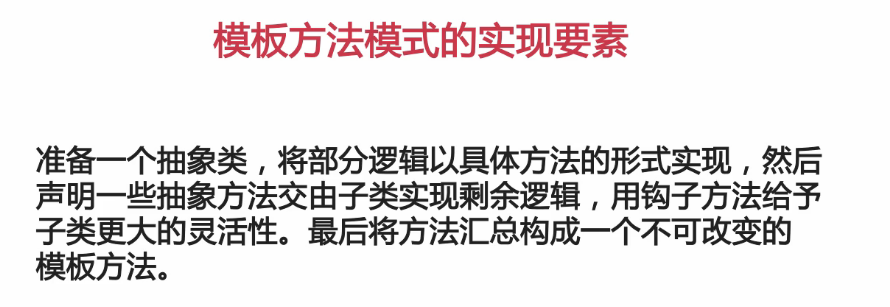 模板方法模式的实现要素
准备一个抽象类，将部分逻辑以具体方法的形式实现，然后
声明一些抽象方法交由子类实现剩余逻辑，用钩子方法给予
子类更大的灵活性。最后将方法汇总构成一个不可改变的
模板方法。